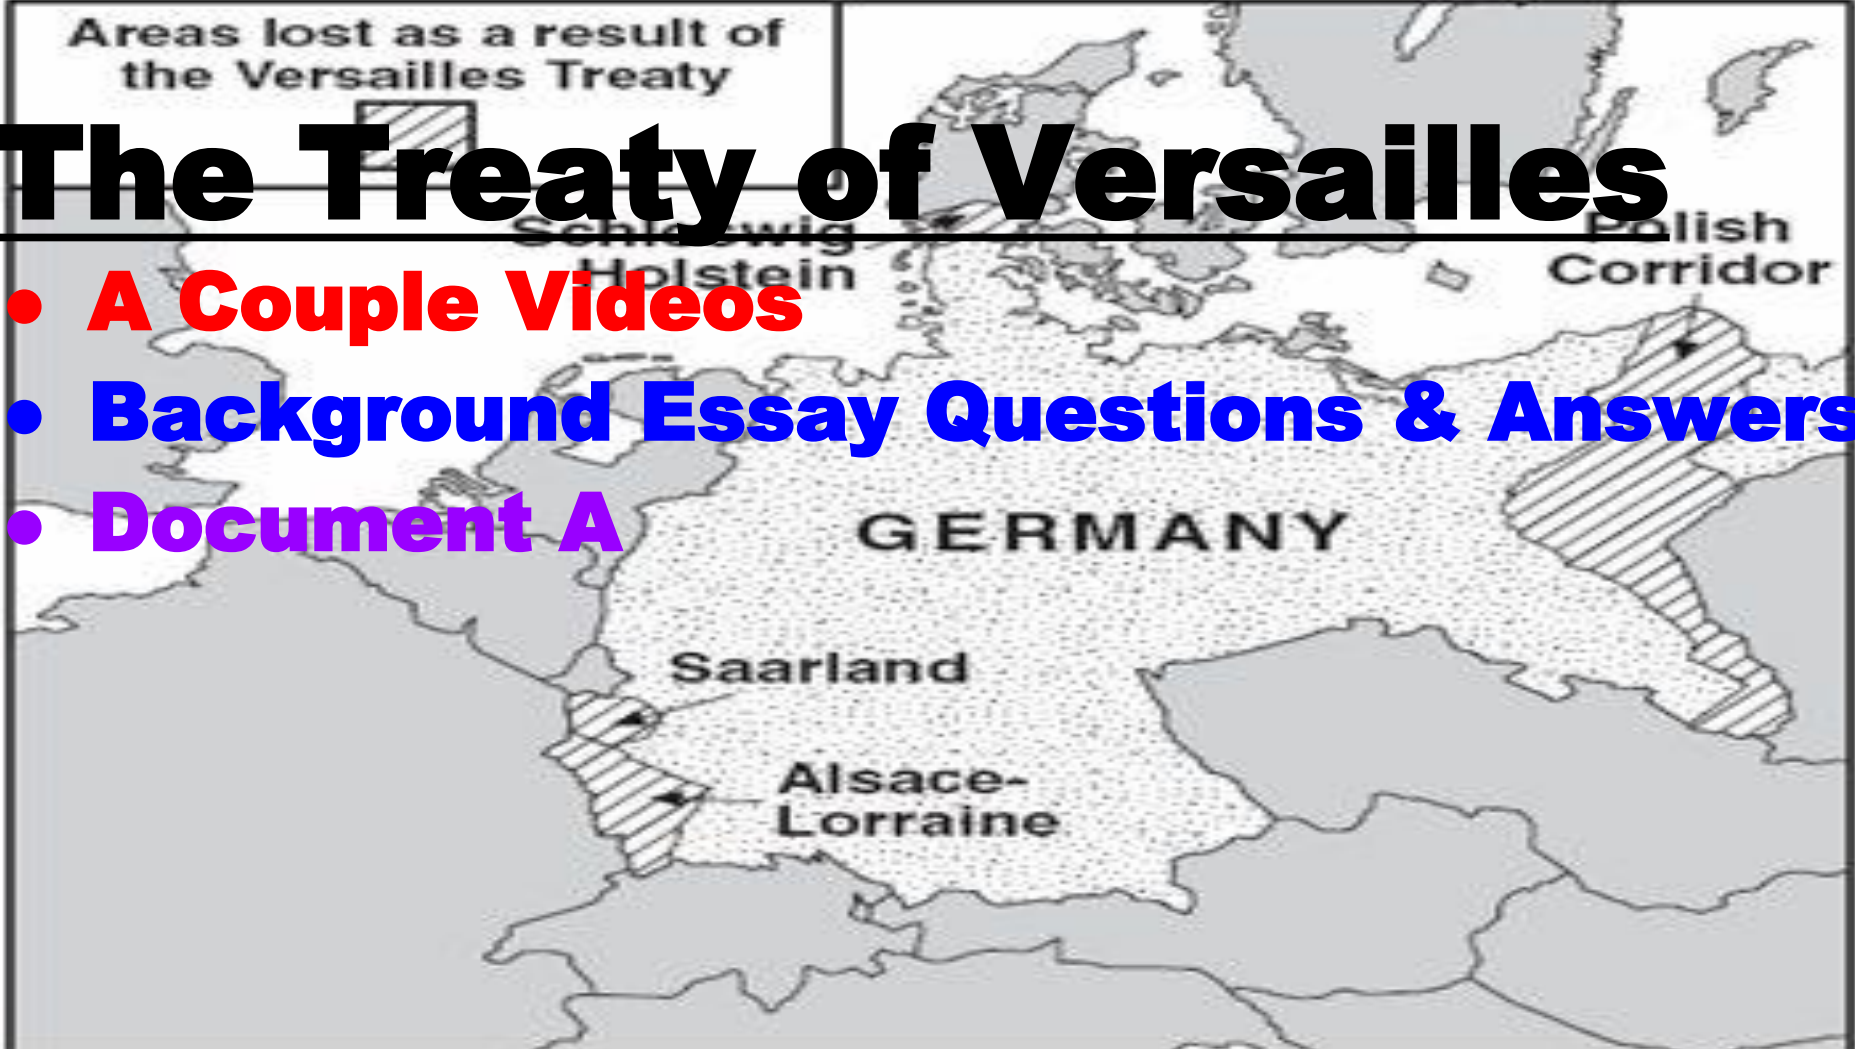 Areas lost as a result of
the Versailles Treaty
The Treaty of Versailles
Schleswig
Holstein
Polish
Corridor
● A Couple Videos
● Background Essay Questions & Answers
● Document A
GERMANY
Saarland
Alsace-
Lorraine